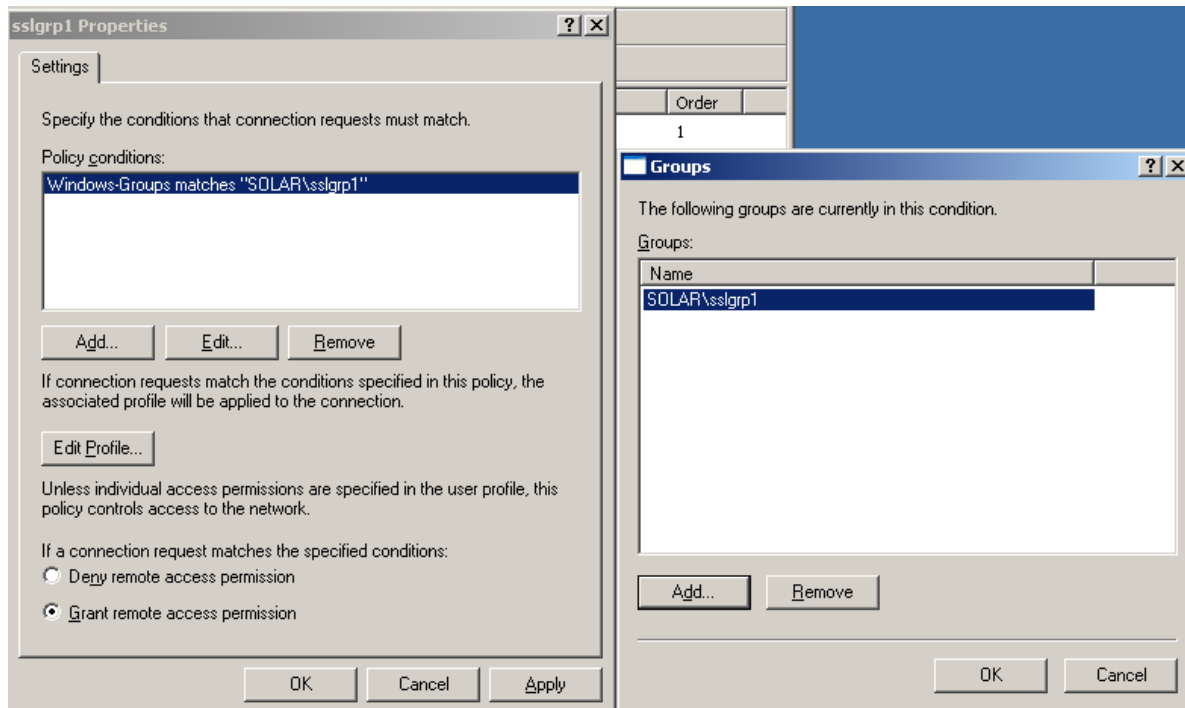 sslgrp1 Properties
Settings
Specify the conditions that connection requests must match.
Policy conditions:
Windows-Groups matches "SOLAR\sslgrp1"
Add...
Edit...
Remove
If connection requests match the conditions specified in this policy, the
associated profile will be applied to the connection.
Edit Profile...
Unless individual access permissions are specified in the user profile, this
policy controls access to the network.
If a connection request matches the specified conditions:
Deny remote access permission
Grant remote access permission
OK
Cancel
Apply
Order
1
Groups
The following groups are currently in this condition.
Groups:
Name
SOLAR\sslgrp1
Add...
Remove
OK
Cancel